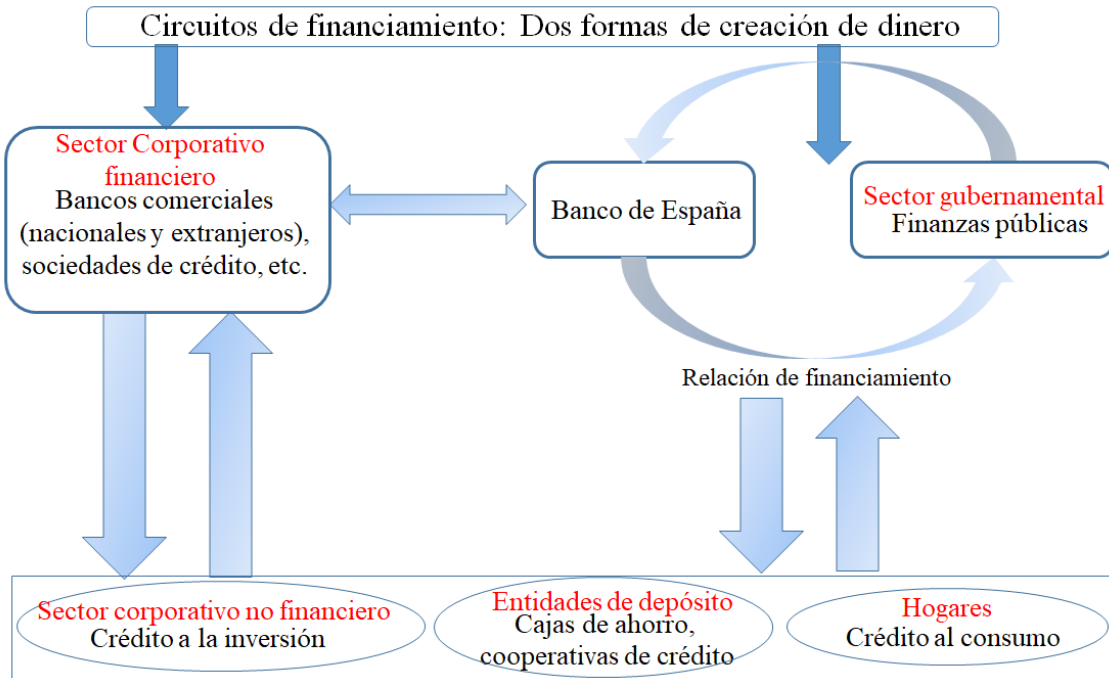 Circuitos de financiamiento: Dos formas de creación de dinero
Sector Corporativo
financiero
Bancos comerciales
(nacionales y extranjeros),
sociedades de crédito, etc.
Banco de España
Sector gubernamental
Finanzas públicas
Relación de financiamiento
Sector corporativo no financiero
Crédito a la inversión
Entidades de depósito
Cajas de ahorro,
cooperativas de crédito
Hogares
Crédito al consumo